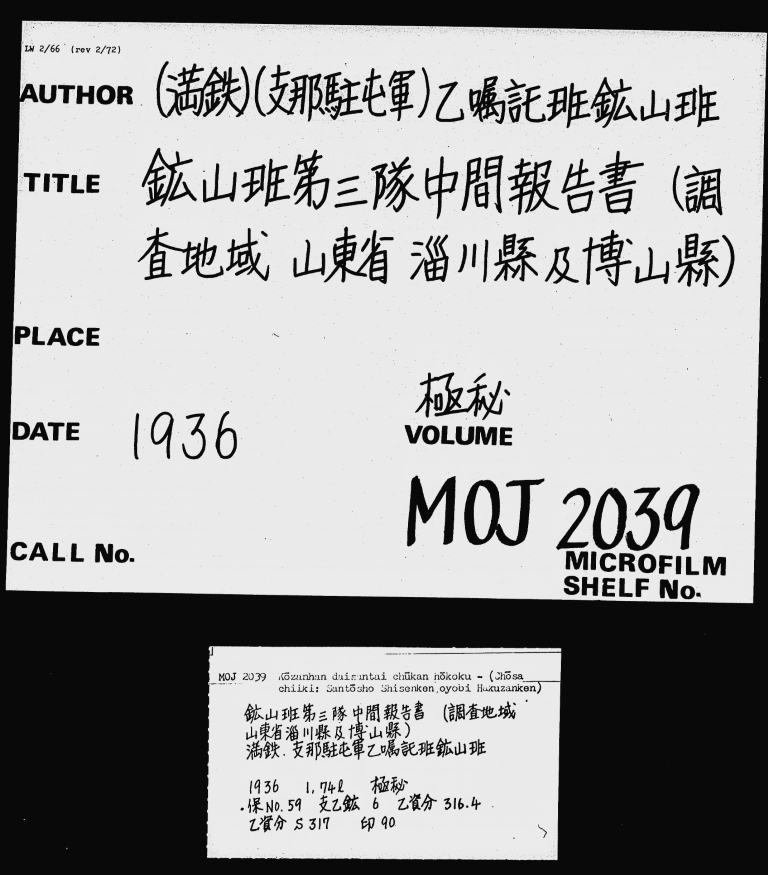 LW 2/66 (rev 2/72)
AUTHOR (満鉄)(支那駐屯軍)乙嘱託班鉱山班
TITLE 鉱山班第三隊中間報告書 (調
査地域 山東省 淄川縣及博山縣)
PLACE
極秘
DATE 1936 VOLUME
MOJ 2039
CALL No. MICROFILM
SHELF No.
MOJ 2039 Kōzanhan daisantai chūkan hōkoku - (Chōsa
chiiki: Santōsho Shisenken oyobi Hakuzanken)
鉱山班第三隊中間報告書 (調査地域
山東省淄川縣及博山縣)
満鉄. 支那駐屯軍乙嘱託班鉱山班
1936 1,74l 極秘
保No.59 支乙鉱 6 乙資分 316.4
乙資分 S 317 印90